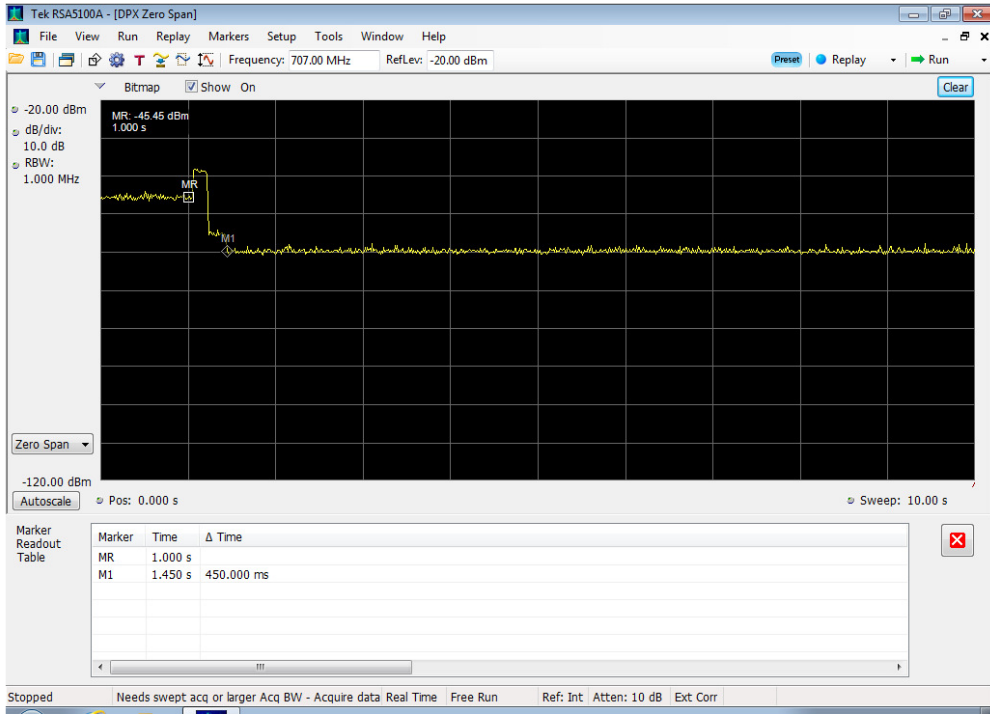 Tek RSA5100A - [DPX Zero Span]
File View Run Replay Markers Setup Tools Window Help
T Frequency: 707.00 MHz RefLev: -20.00 dBm Preset Replay Run
Bitmap Show On Clear
-20.00 dBm
dB/div:
10.0 dB
RBW:
1.000 MHz
MR: -45.45 dBm
1.000 s
MR
M1
Zero Span
-120.00 dBm
Autoscale Pos: 0.000 s Sweep: 10.00 s
Marker Readout Table
Marker Time Δ Time
MR 1.000 s
M1 1.450 s 450.000 ms
Stopped Needs swept acq or larger Acq BW - Acquire data Real Time Free Run Ref: Int Atten: 10 dB Ext Corr